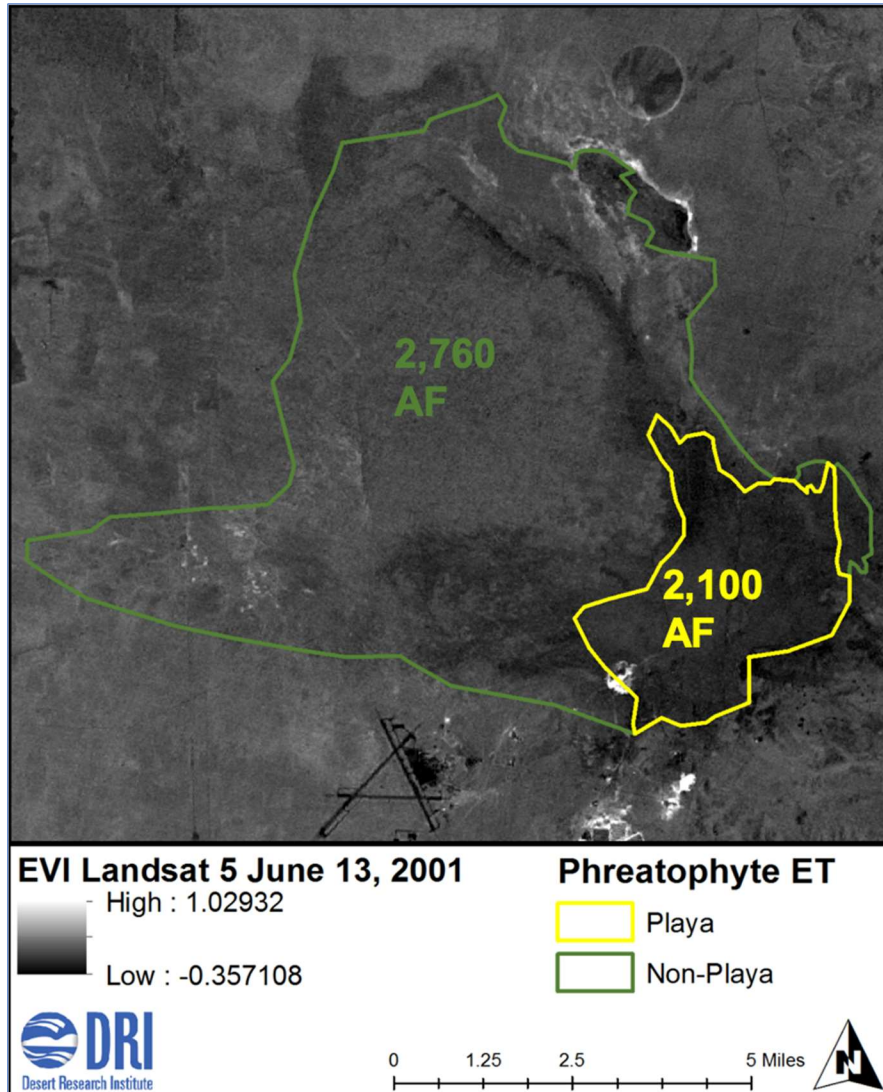 2,760
AF
2,100
AF
EVI Landsat 5 June 13, 2001
High : 1.02932
Low : -0.357108
Phreatophyte ET
Playa
Non-Playa
DRI
Desert Research Institute
0 1.25 2.5 5 Miles
N